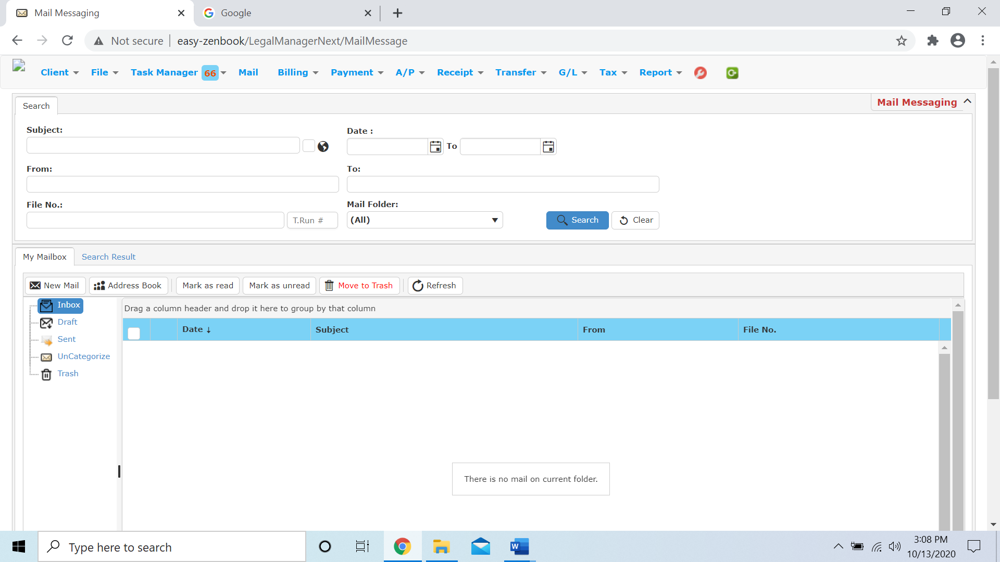 Mail Messaging
Google
Not secure easy-zenbook/LegalManagerNext/MailMessage
Client File Task Manager 66 Mail Billing Payment A/P Receipt Transfer G/L Tax Report
Search
Mail Messaging
Subject:
Date :
To
From:
To:
File No.:
Mail Folder:
T.Run #
(All)
Search
Clear
My Mailbox
Search Result
New Mail
Address Book
Mark as read
Mark as unread
Move to Trash
Refresh
Inbox
Draft
Sent
UnCategorize
Trash
Drag a column header and drop it here to group by that column
Date ↓ Subject From File No.
There is no mail on current folder.
Type here to search
W
3:08 PM
10/13/2020